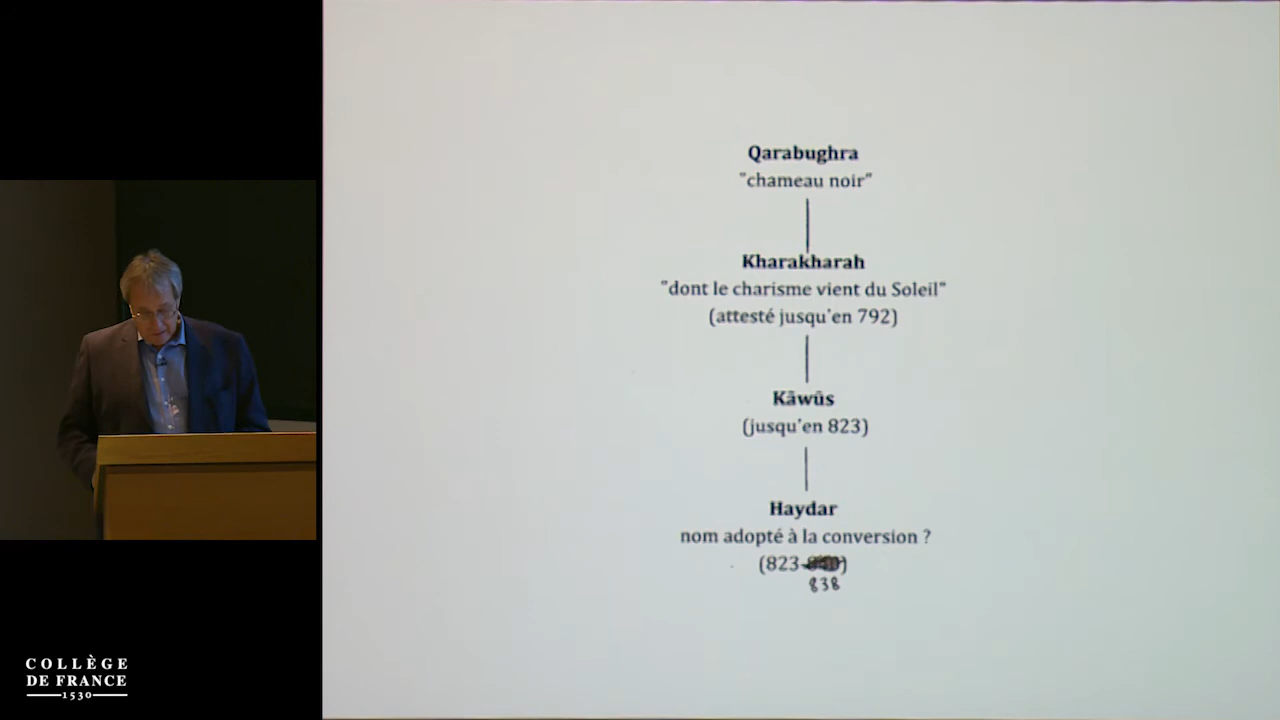 Qarabughra
"chameau noir"
Kharakharah
"dont le charisme vient du Soleil"
(attesté jusqu'en 792)
Kāwūs
(jusqu'en 823)
Haydar
nom adopté à la conversion ?
(823-
838
COLLÈGE
DE FRANCE
1530